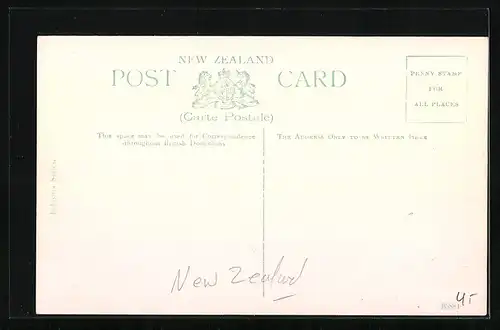 NEW ZEALAND
POST CARD
(Carte Postale)
PENNY STAMP
FOR
ALL PLACES
This space may be used for Correspondence
throughout British Dominions
THE ADDRESS ONLY TO BE WRITTEN HERE
New Zealand